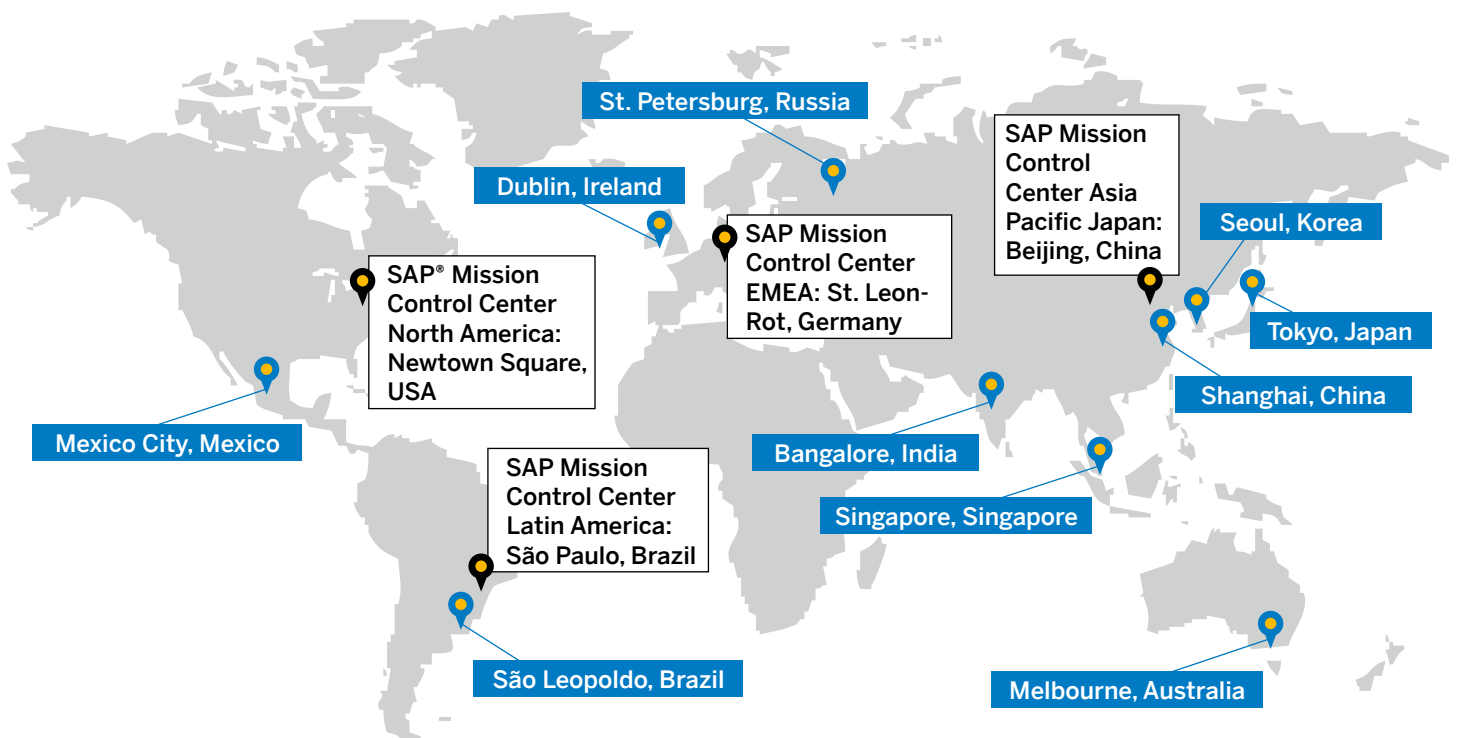 St. Petersburg, Russia
SAP Mission
Control
Center Asia
Pacific Japan:
Beijing, China
Dublin, Ireland
Seoul, Korea
SAP Mission
Control Center
EMEA: St. Leon-
Rot, Germany
SAP® Mission
Control Center
North America:
Newtown Square,
USA
Tokyo, Japan
Shanghai, China
Mexico City, Mexico
Bangalore, India
SAP Mission
Control Center
Latin America:
São Paulo, Brazil
Singapore, Singapore
São Leopoldo, Brazil
Melbourne, Australia